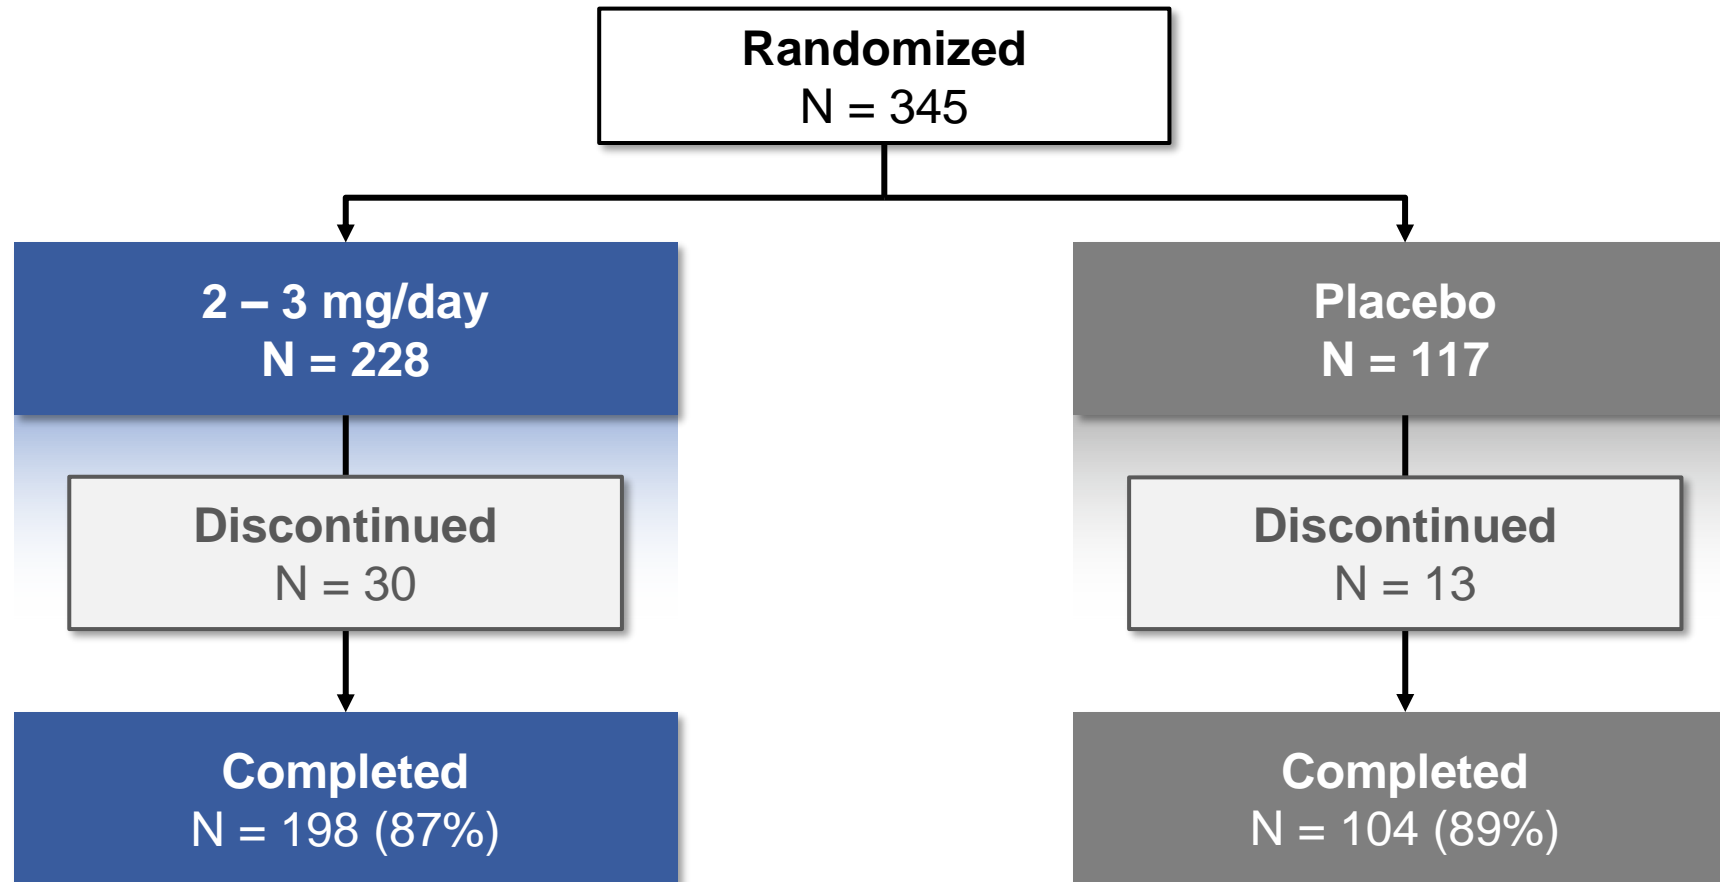 Randomized
N = 345
2 – 3 mg/day
N = 228
Placebo
N = 117
Discontinued
N = 30
Discontinued
N = 13
Completed
N = 198 (87%)
Completed
N = 104 (89%)